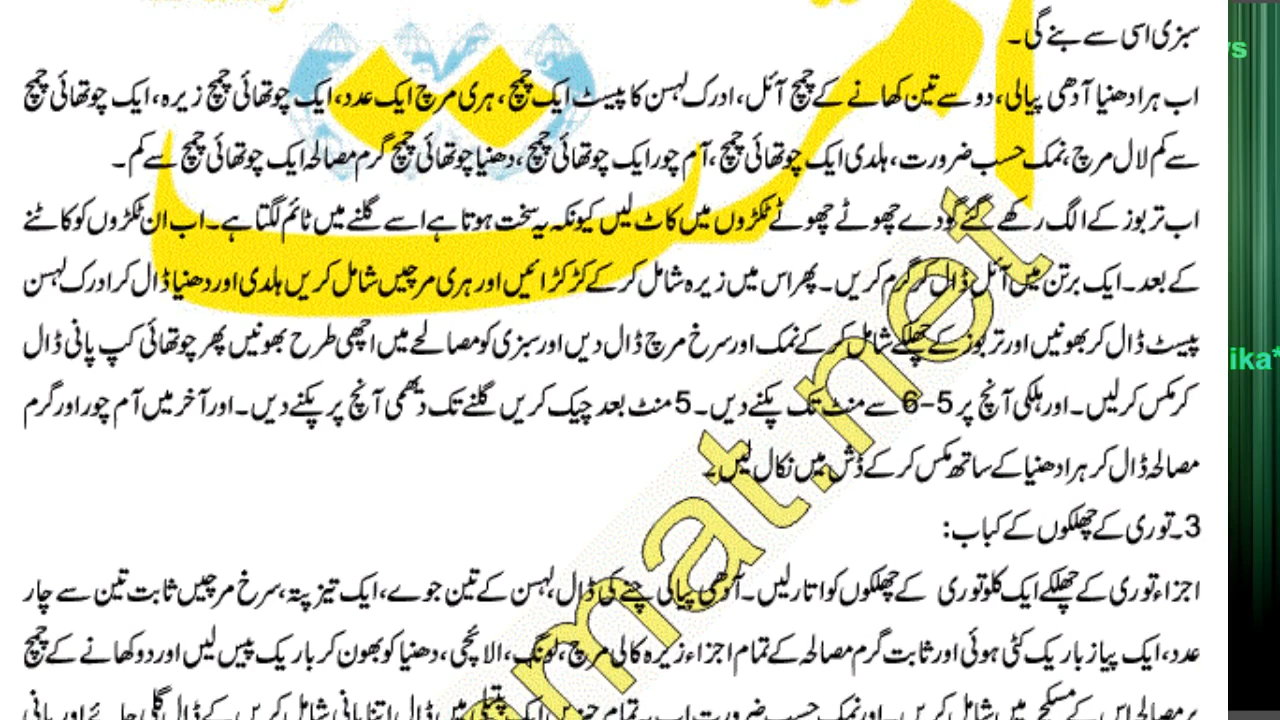 سبزی اسی سے بنے گی۔
اب ہرا دھنیا آدھی پیالی، دو سے تین کھانے کے چمچ آئل، ادرک لہسن کا پیسٹ ایک چمچ، ہری مرچ ایک عدد، ایک چوتھائی چمچ زیرہ، ایک چوتھائی چمچ
سے کم لال مرچ، نمک حسب ضرورت، ہلدی ایک چوتھائی چمچ، آم چور ایک چوتھائی چمچ، دھنیا چوتھائی چمچ گرم مصالحہ ایک چوتھائی چمچ سے کم۔
اب تربوز کے الگ رکھے گئے گودے چھوٹے چھوٹے ٹکڑوں میں کاٹ لیں کیونکہ یہ سخت ہوتا ہے اسے گلنے میں ٹائم لگتا ہے۔ اب ان ٹکڑوں کو کاٹنے
کے بعد۔ ایک برتن میں آئل ڈال کر گرم کریں۔ پھر اس میں زیرہ شامل کر کے کڑکڑائیں اور ہری مرچیں شامل کریں ہلدی اور دھنیا ڈال کر ادرک لہسن
پیسٹ ڈال کر بھونیں اور تربوز کے چھلکے شامل کر کے نمک اور سرخ مرچ ڈال دیں اور سبزی کو مصالحے میں اچھی طرح بھونیں پھر چوتھائی کپ پانی ڈال
کر مکس کر لیں۔ اور ہلکی آنچ پر 5-6 سے منٹ تک پکنے دیں۔ 5 منٹ بعد چیک کریں گلنے تک دیھمی آنچ پر پکنے دیں۔ اور آخر میں آم چور اور گرم
مصالحہ ڈال کر ہرا دھنیا کے ساتھ مکس کر کے ڈش میں نکال لیں۔
3۔ توری کے چھلکوں کے کباب:
اجزاء توری کے چھلکے ایک کلو توری کے چھلکوں کو اتار لیں۔ آدھی پیالی چنے کی ڈال، لہسن کے تین جوے، ایک تیز پتہ، سرخ مرچیں ثابت تین سے چار
عدد، ایک پیاز باریک کٹی ہوئی اور ثابت گرم مصالحہ کے تمام اجزاء زیرہ کالی مرچ، لونگ، الائچی، دھنیا کو بھون کر باریک پیس لیں اور دو کھانے کے چمچ
mat.net
ika*